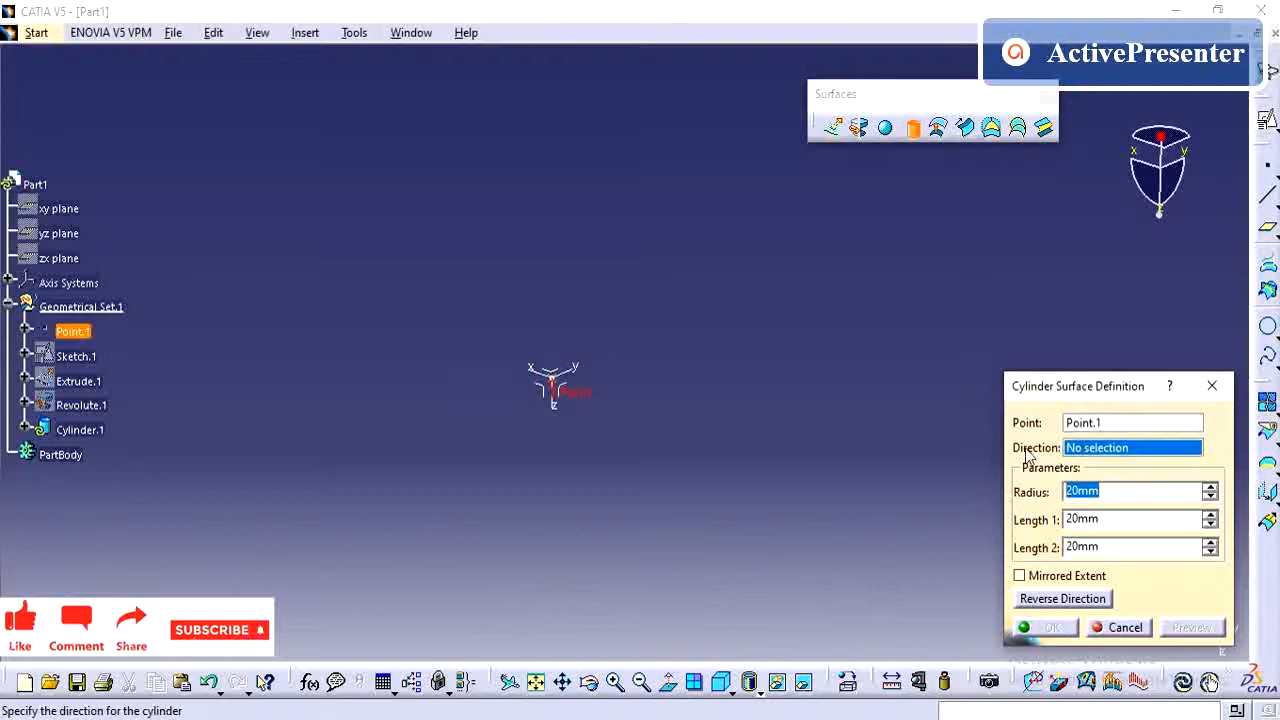 CATIA V5 - [Part1]
Start ENOVIA V5 VPM File Edit View Insert Tools Window Help
ActivePresenter
Surfaces
x y
Part1
xy plane
yz plane
zx plane
Axis Systems
Geometrical Set.1
Point.1
Sketch.1
Extrude.1
Revolute.1
Cylinder.1
PartBody
x y
z
Cylinder Surface Definition ? 
Point: Point.1
Direction: No selection
Parameters:
Radius: 20mm
Length 1: 20mm
Length 2: 20mm
Mirrored Extent
Reverse Direction
OK Cancel Preview
Like Comment Share SUBSCRIBE
f(x)
CATIA
Specify the direction for the cylinder